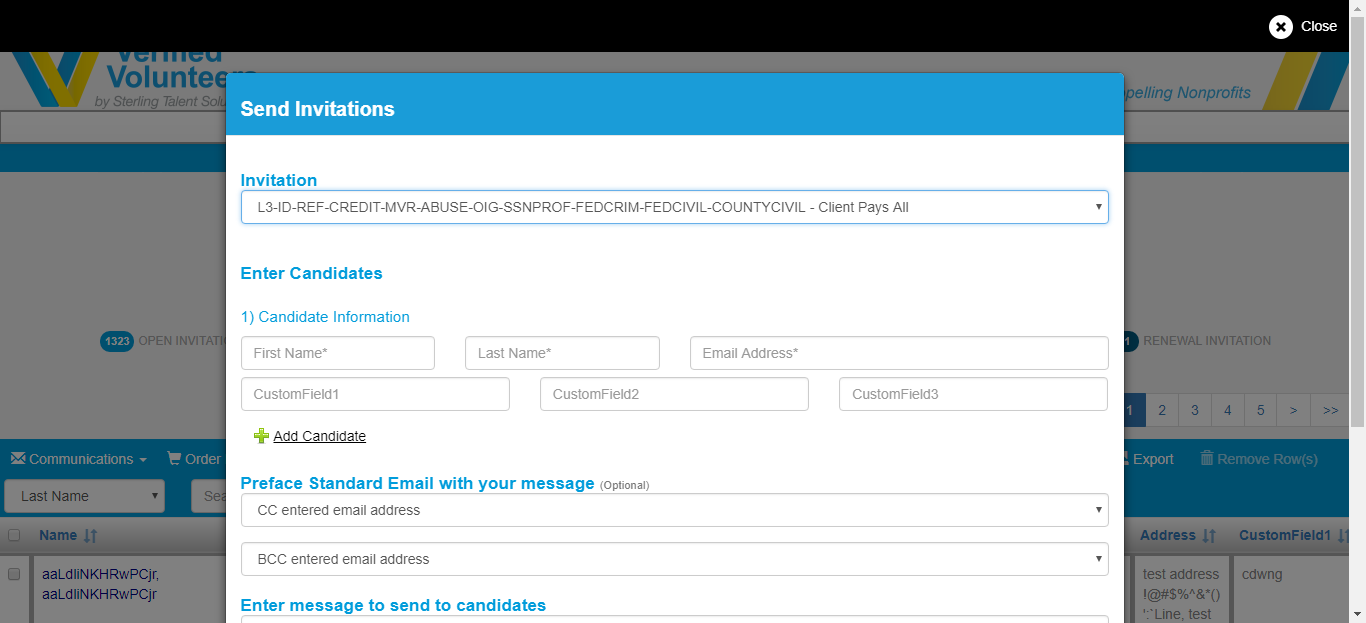 Close
Verified
Volunteers
by Sterling Talent Solu
pelling Nonprofits
Send Invitations
Invitation
L3-ID-REF-CREDIT-MVR-ABUSE-OIG-SSNPROF-FEDCRIM-FEDCIVIL-COUNTYCIVIL - Client Pays All
Enter Candidates
1) Candidate Information
1323 OPEN INVITATI
1 RENEWAL INVITATION
First Name* Last Name* Email Address*
CustomField1 CustomField2 CustomField3
1 2 3 4 5 > >>
Add Candidate
Communications Order
Export Remove Row(s)
Preface Standard Email with your message (Optional)
Last Name Sea
CC entered email address
Name
Address CustomField1
BCC entered email address
aaLdliNKHRwPCjr,
aaLdliNKHRwPCjr
test address cdwng
!@#$%^&*()
':`Line, test
Enter message to send to candidates